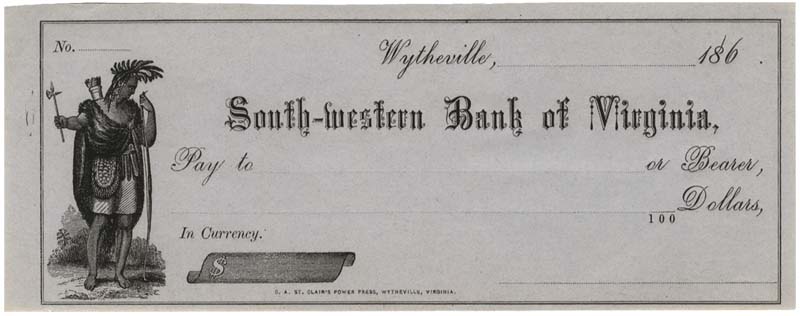 No.
Wytheville, 186 .
South-western Bank of Virginia,
Pay to or Bearer,
100 Dollars,
In Currency.
$
D. A. ST. CLAIR'S POWER PRESS, WYTHEVILLE, VIRGINIA.